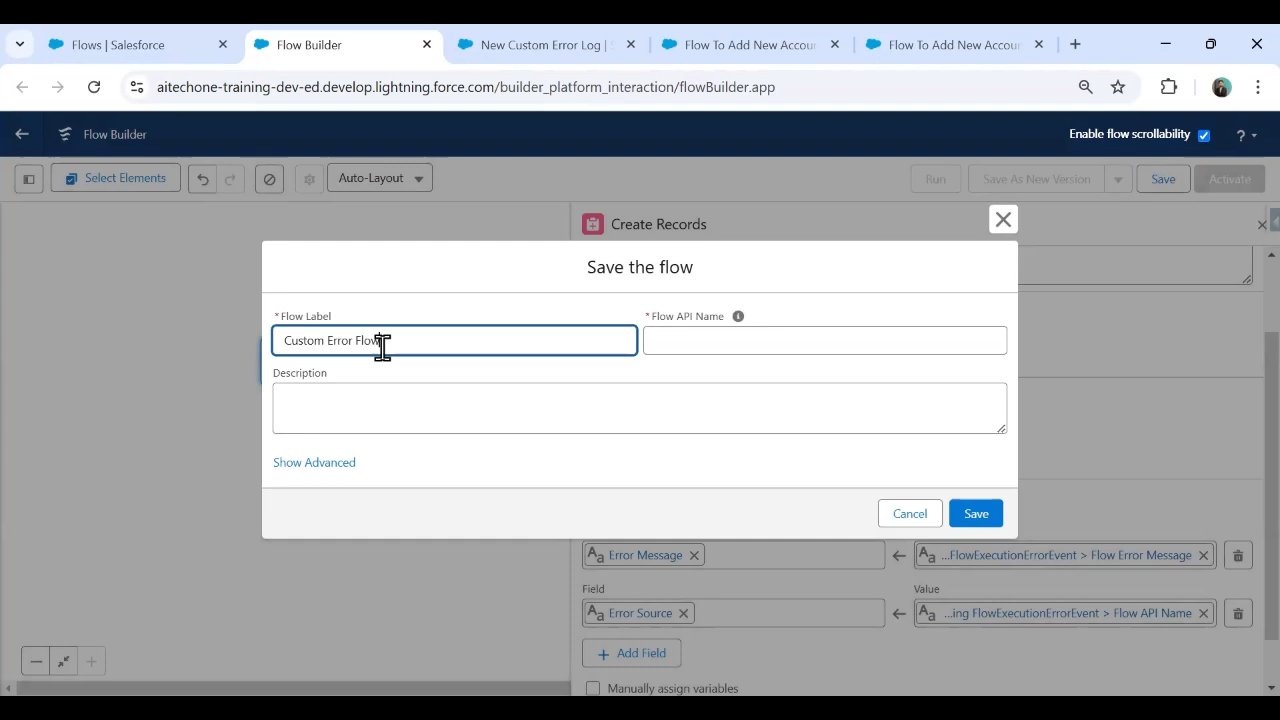 Flows | Salesforce
Flow Builder
New Custom Error Log |
Flow To Add New Accou
Flow To Add New Accou
aitechone-training-dev-ed.develop.lightning.force.com/builder_platform_interaction/flowBuilder.app
Flow Builder
Enable flow scrollability
?
Select Elements
Auto-Layout
Run
Save As New Version
Save
Activate
Create Records
Save the flow
* Flow Label
* Flow API Name
Custom Error Flow
Description
Show Advanced
Cancel
Save
Aa Error Message
Aa ...FlowExecutionErrorEvent > Flow Error Message
Field
Value
Aa Error Source
Aa ...ing FlowExecutionErrorEvent > Flow API Name
+ Add Field
Manually assign variables